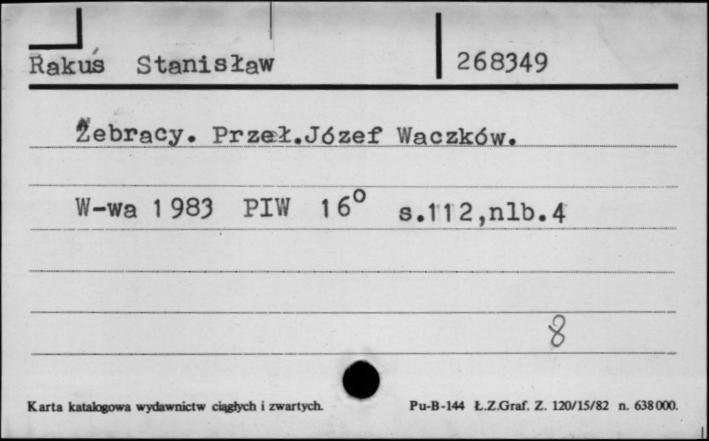 Rakuś Stanisław 268349
Żebracy. Przeł.Józef Waczków.
W-wa 1983 PIW 16° s.112,nlb.4
8
Karta katalogowa wydawnictw ciągłych i zwartych. Pu-B-144 Ł.Z.Graf. Z. 120/15/82 n. 638000.